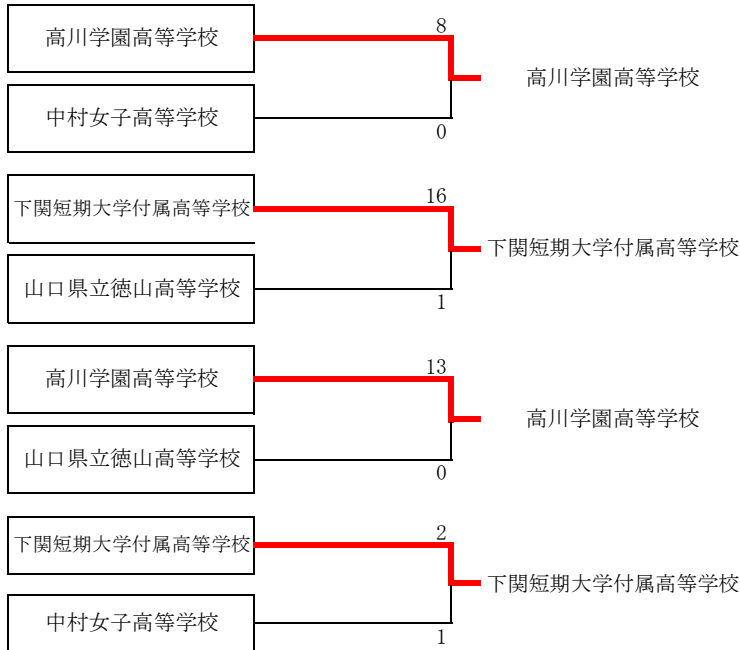 高川学園高等学校
8
高川学園高等学校
中村女子高等学校
0
下関短期大学付属高等学校
16
下関短期大学付属高等学校
山口県立徳山高等学校
1
高川学園高等学校
13
高川学園高等学校
山口県立徳山高等学校
0
下関短期大学付属高等学校
2
下関短期大学付属高等学校
中村女子高等学校
1